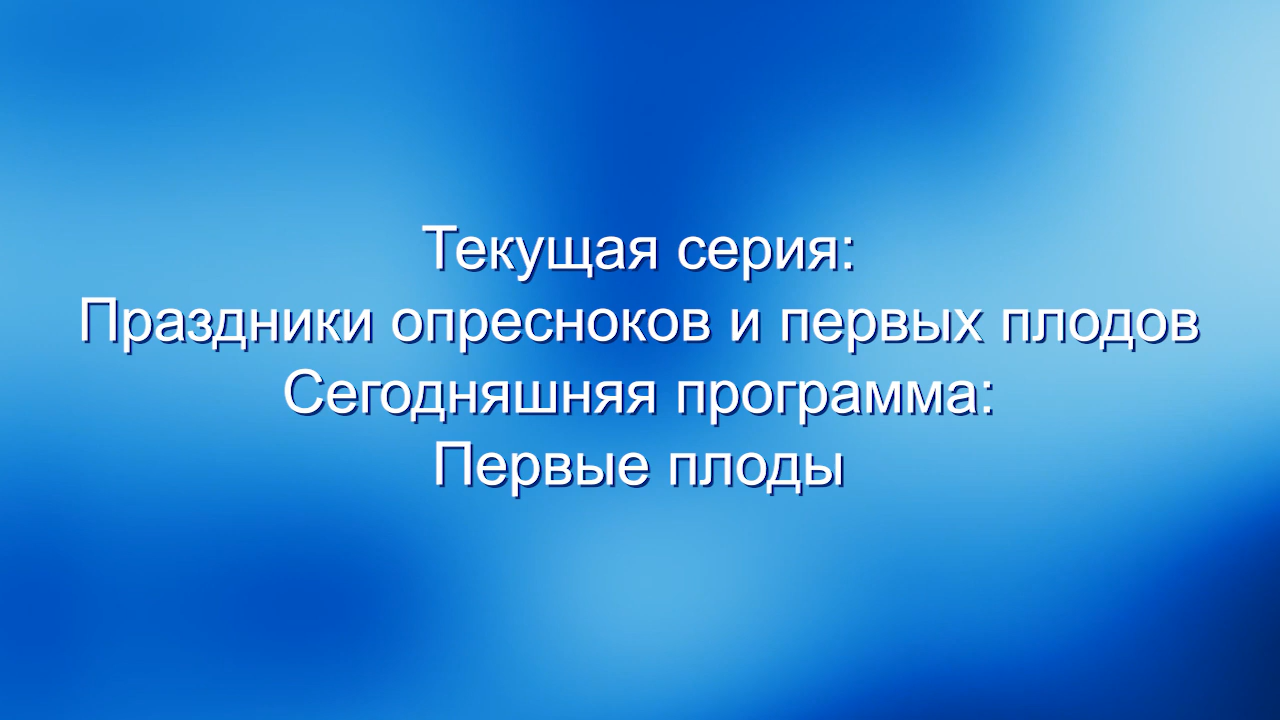 Текущая серия:
Праздники опресноков и первых плодов
Сегодняшняя программа:
Первые плоды